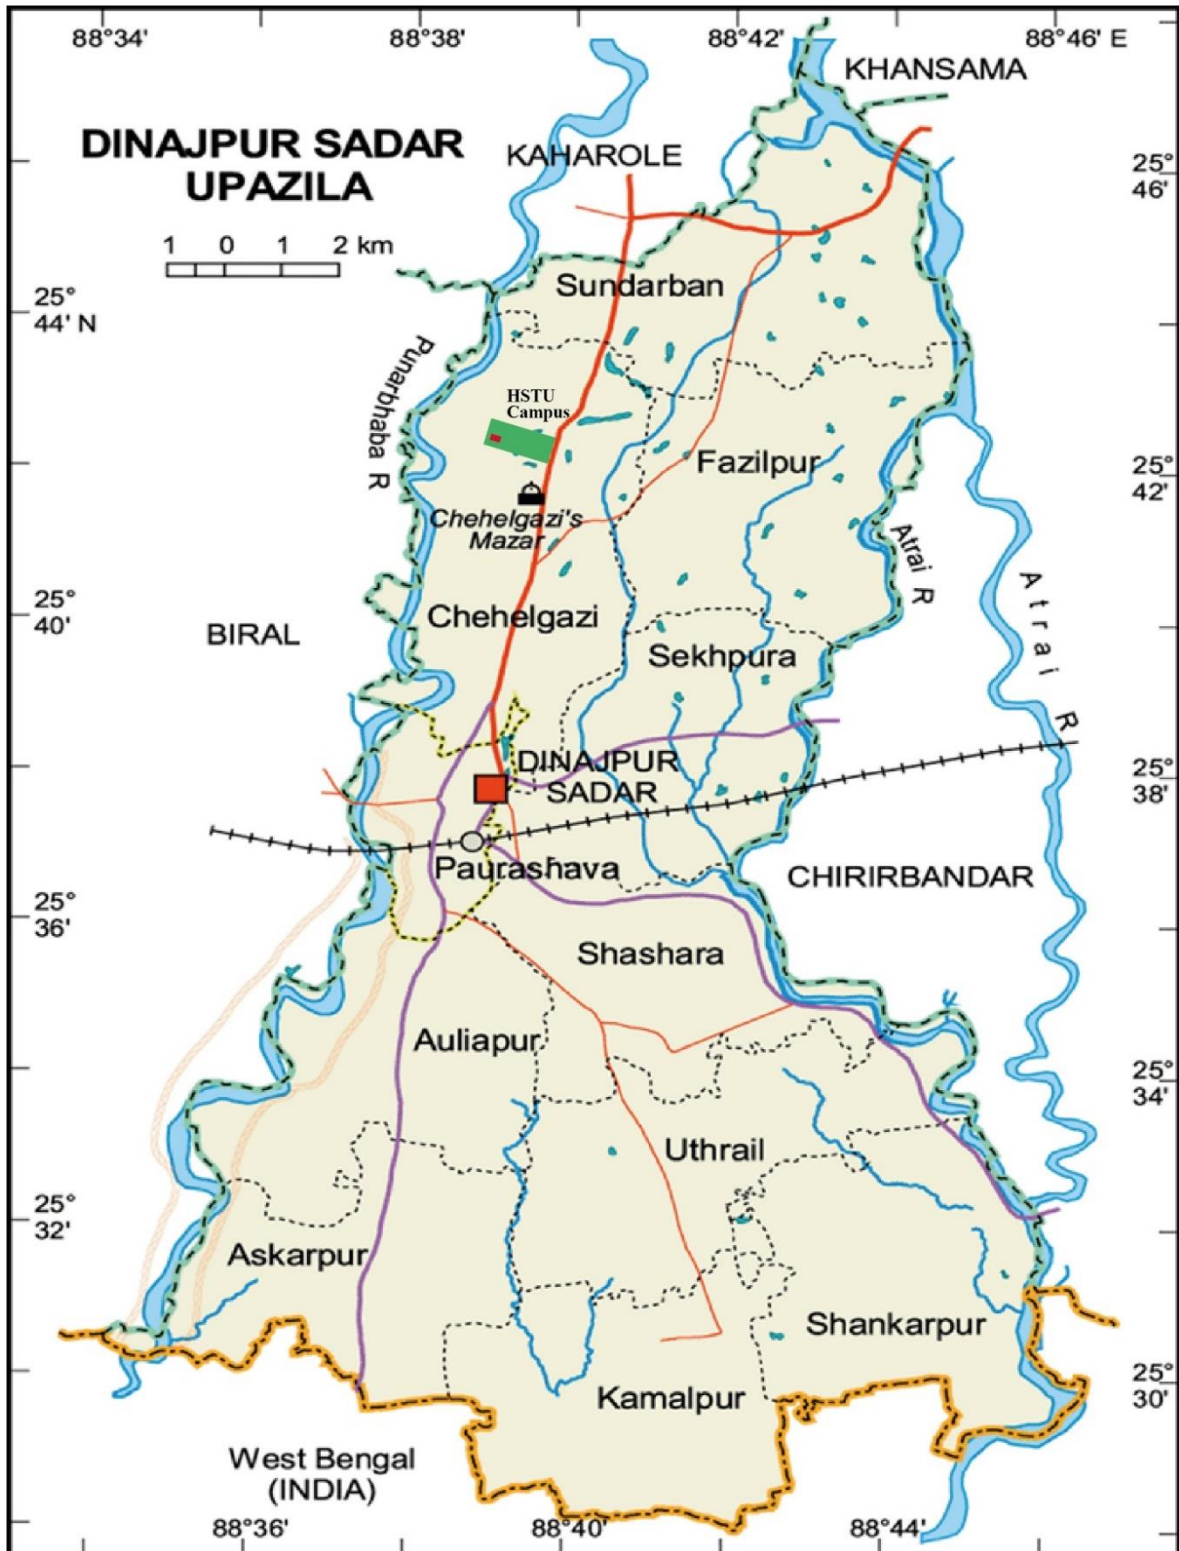 88°34'
88°38'
88°42'
88°46' E
KHANSAMA
DINAJPUR SADAR
UPAZILA
KAHAROLE
25°
46'
1 0 1 2 km
Sundarban
25°
44' N
Punarbhaba R
HSTU
Campus
Fazilpur
25°
42'
Chehelgazi's
Mazar
Atrai R
Atrai R
25°
40'
Chehelgazi
BIRAL
Sekhpura
DINAJPUR
SADAR
25°
38'
Paurashava
CHIRIRBANDAR
25°
36'
Shashara
Auliapur
25°
34'
Uthrail
25°
32'
Askarpur
Shankarpur
Kamalpur
25°
30'
West Bengal
(INDIA)
88°36'
88°40'
88°44'